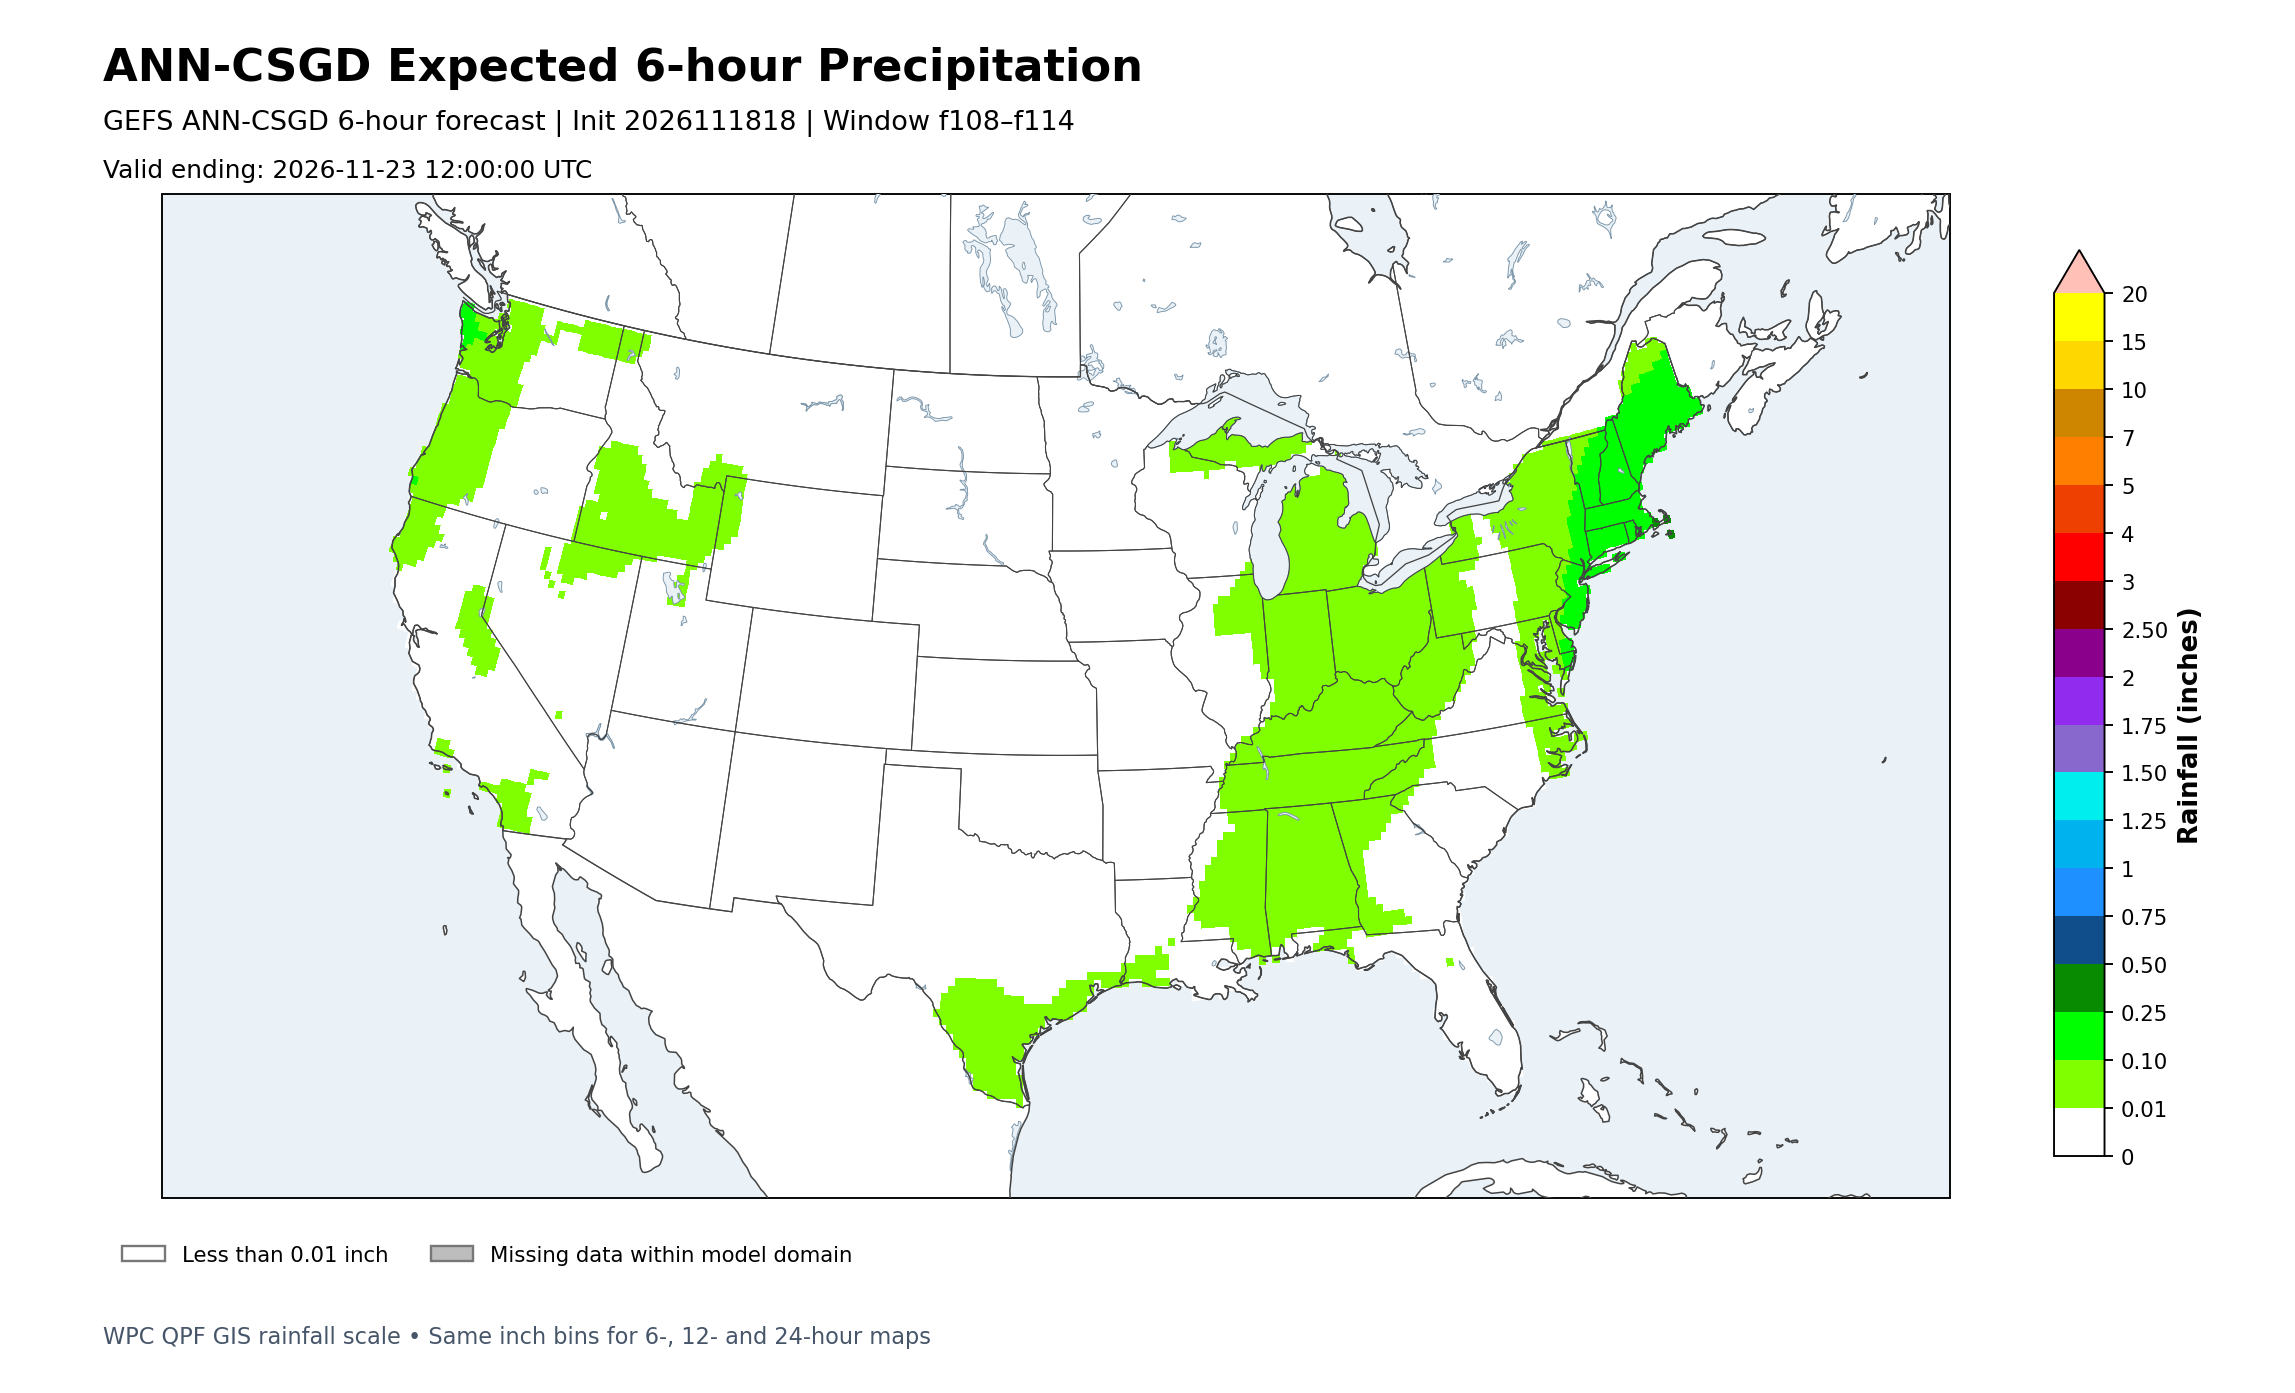 ANN-CSGD Expected 6-hour Precipitation
GEFS ANN-CSGD 6-hour forecast | Init 2026111818 | Window f108–f114
Valid ending: 2026-11-23 12:00:00 UTC
20
15
10
7
5
4
3
2.50
2
1.75
1.50
1.25
1
0.75
0.50
0.25
0.10
0.01
0
Rainfall (inches)
Less than 0.01 inch
Missing data within model domain
WPC QPF GIS rainfall scale • Same inch bins for 6-, 12- and 24-hour maps